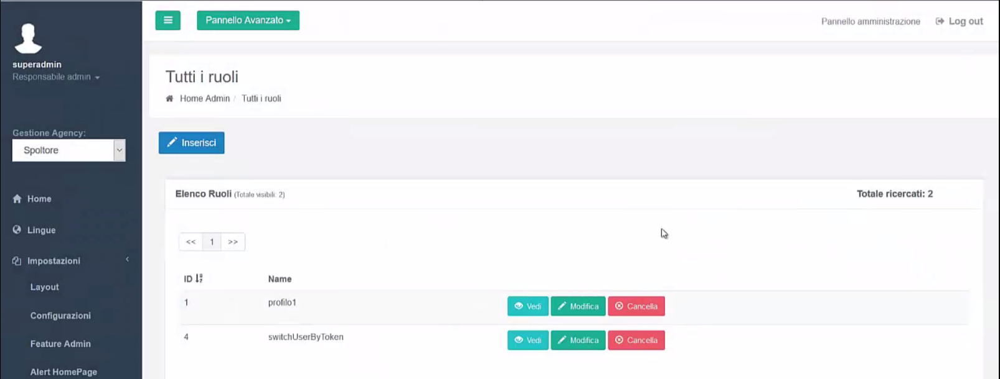 Pannello Avanzato
Pannello amministrazione
Log out
superadmin
Responsabile admin
Gestione Agency:
Spoltore
Home
Lingue
Impostazioni
Layout
Configurazioni
Feature Admin
Alert HomePage
Tutti i ruoli
Home Admin / Tutti i ruoli
Inserisci
Elenco Ruoli (Totale visibili: 2)
Totale ricercati: 2
<< 1 >>
ID Name
1 profilo1 Vedi Modifica Cancella
4 switchUserByToken Vedi Modifica Cancella